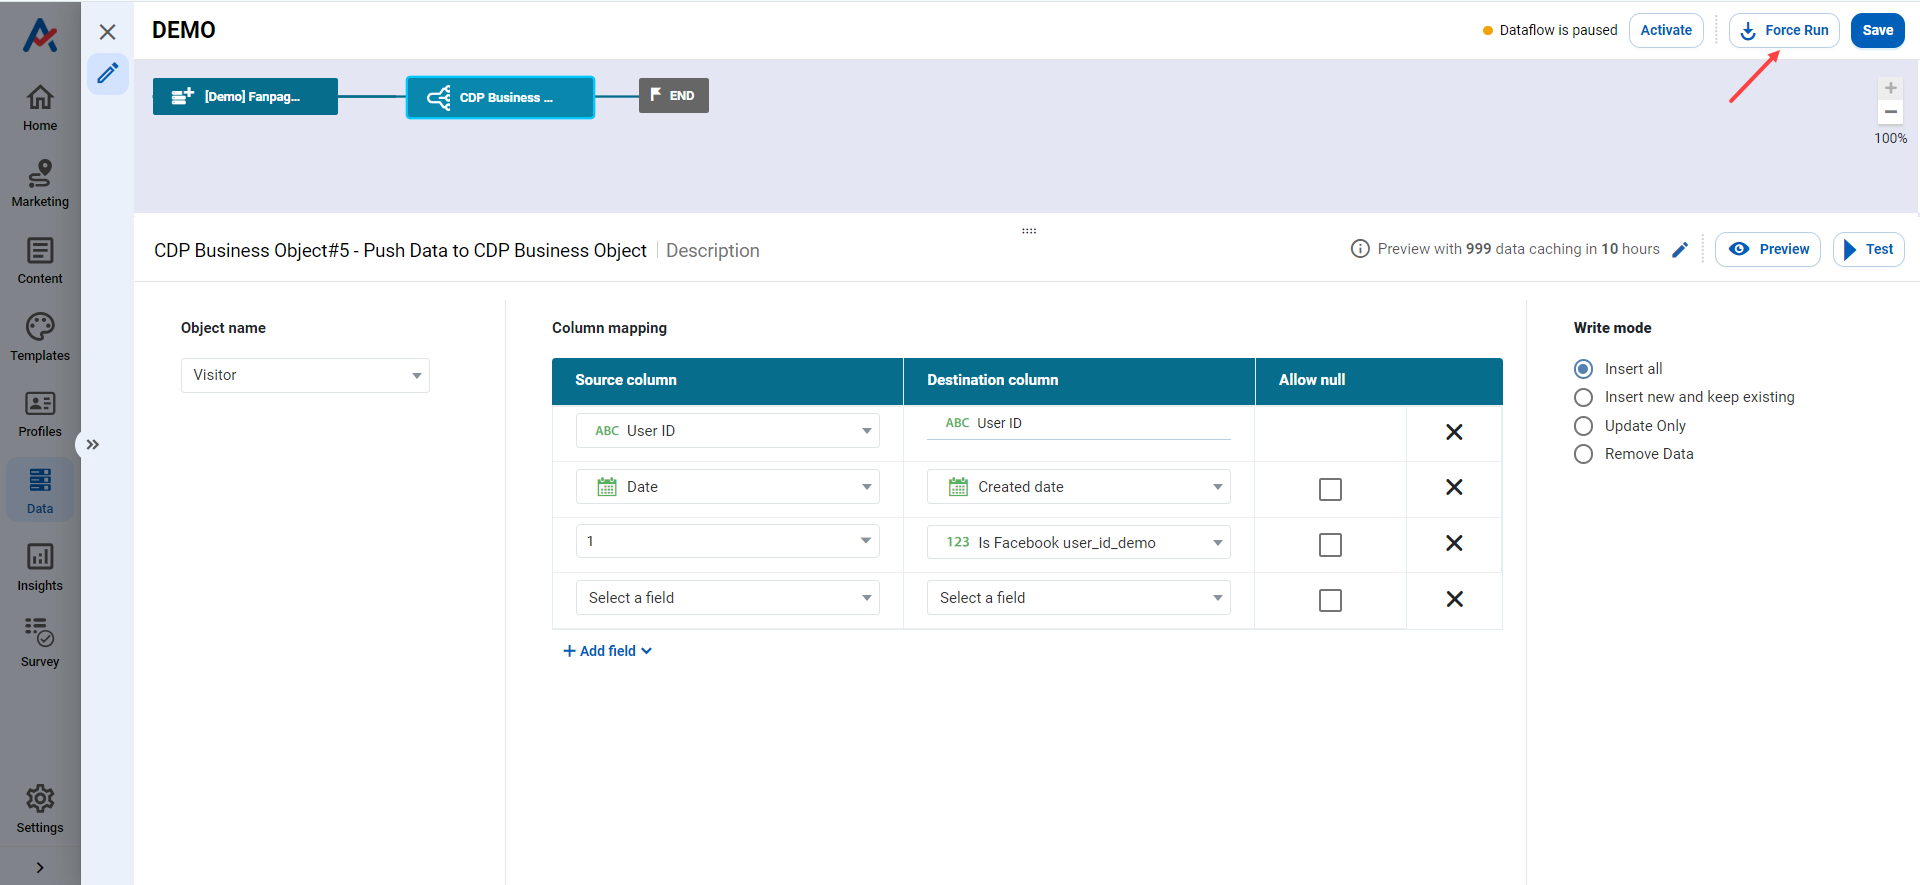 DEMO
Dataflow is paused
Activate
Force Run
Save
[Demo] Fanpag...
CDP Business ...
END
100%
Home
Marketing
Content
Templates
Profiles
Data
Insights
Survey
Settings
CDP Business Object#5 - Push Data to CDP Business Object
Description
Preview with 999 data caching in 10 hours
Preview
Test
Object name
Visitor
Column mapping
Source column
Destination column
Allow null
ABC User ID
ABC User ID
Date
Created date
1
123 Is Facebook user_id_demo
Select a field
Select a field
+ Add field
Write mode
Insert all
Insert new and keep existing
Update Only
Remove Data